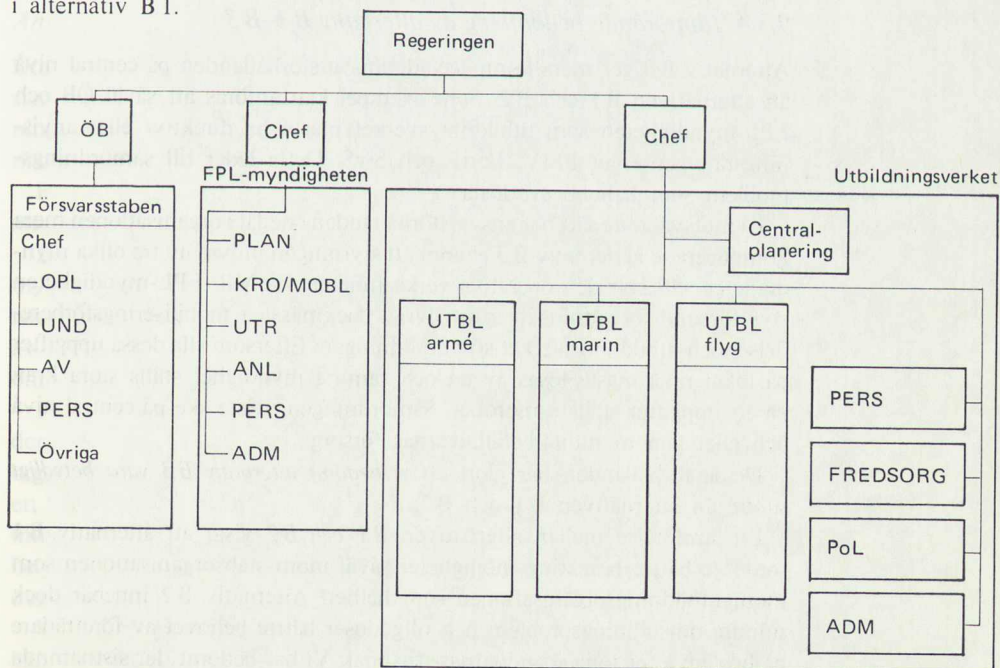 i alternativ B 1.
Regeringen
ÖB
Chef
Chef
FPL-myndigheten
Utbildningsverket
Försvarsstaben
Chef
OPL
UND
AV
PERS
Övriga
PLAN
KRO/MOBL
UTR
ANL
PERS
ADM
Central-
planering
UTBL
armé
UTBL
marin
UTBL
flyg
PERS
FREDSORG
PoL
ADM